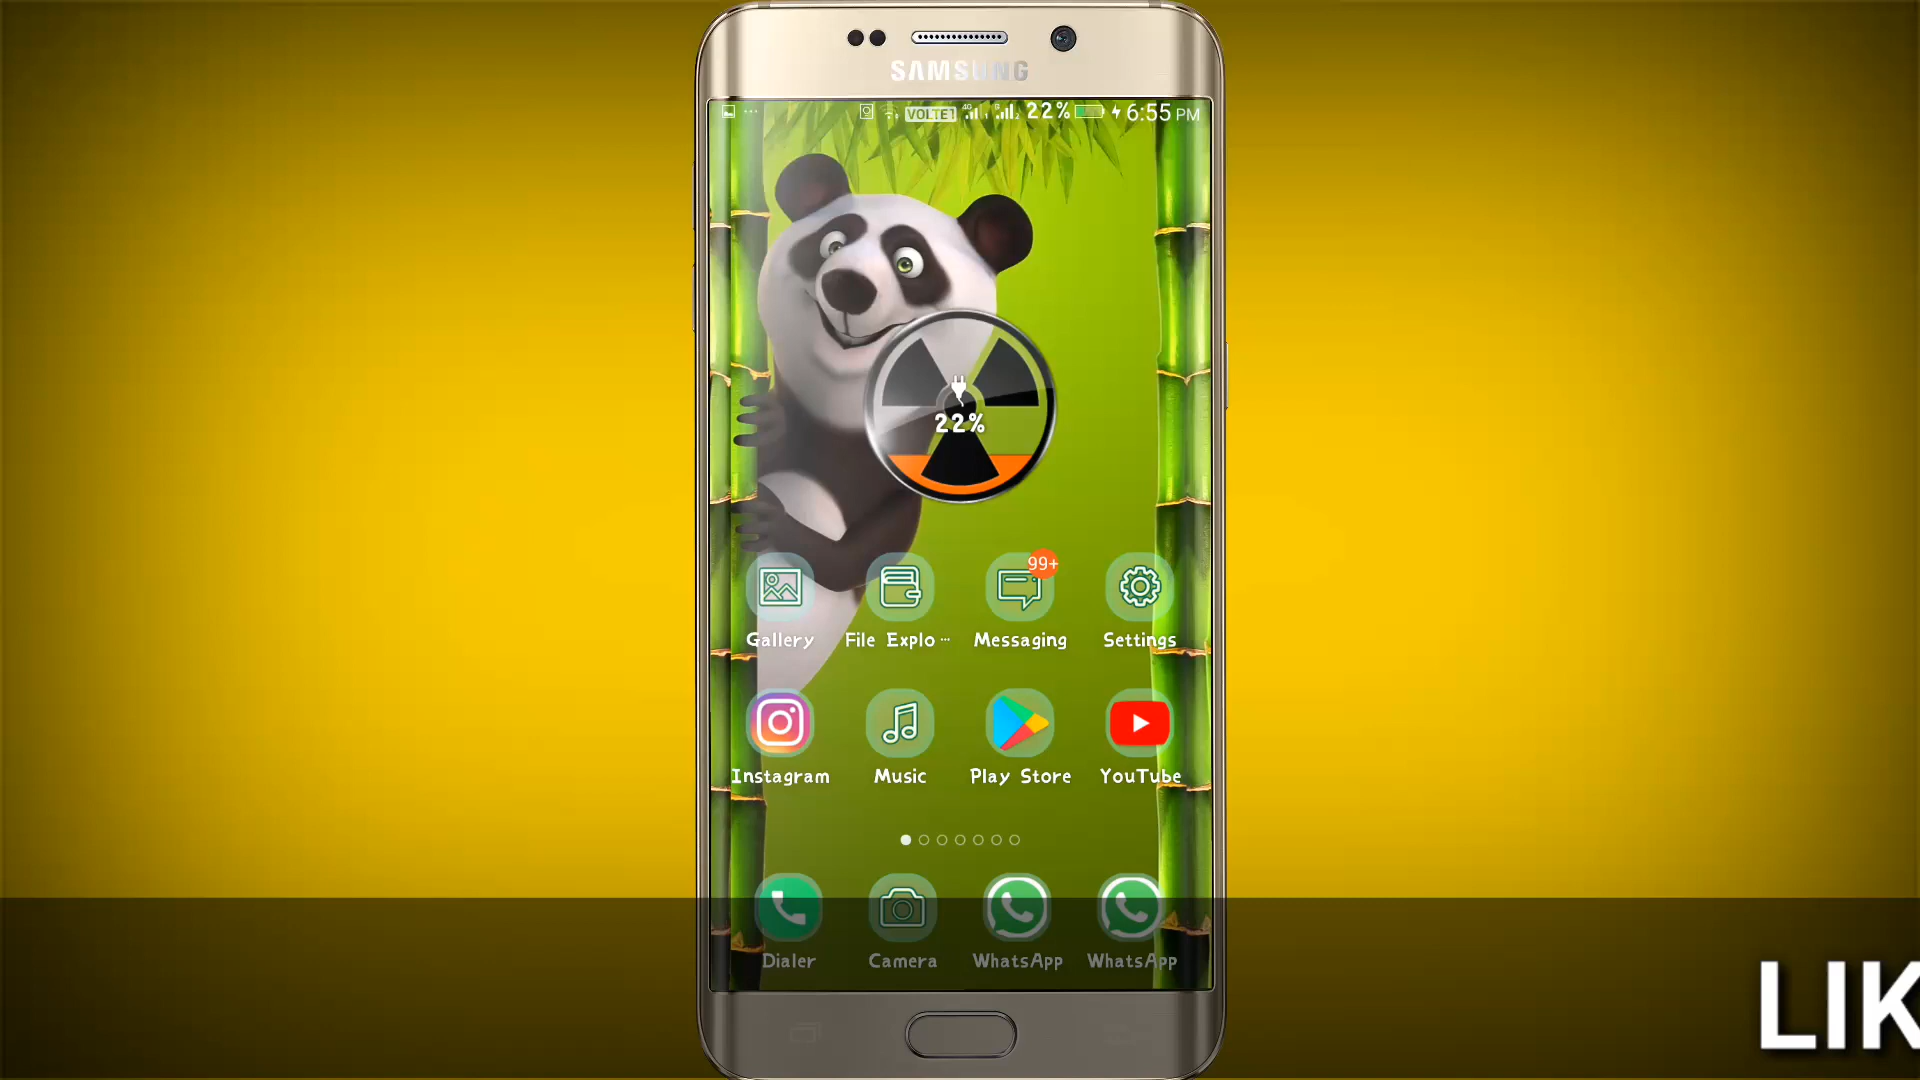 SAMSUNG
VOLTE1 4G 22% 6:55 PM
22%
99+
Gallery File Explo… Messaging Settings
Instagram Music Play Store YouTube
Dialer Camera WhatsApp WhatsApp
LIK